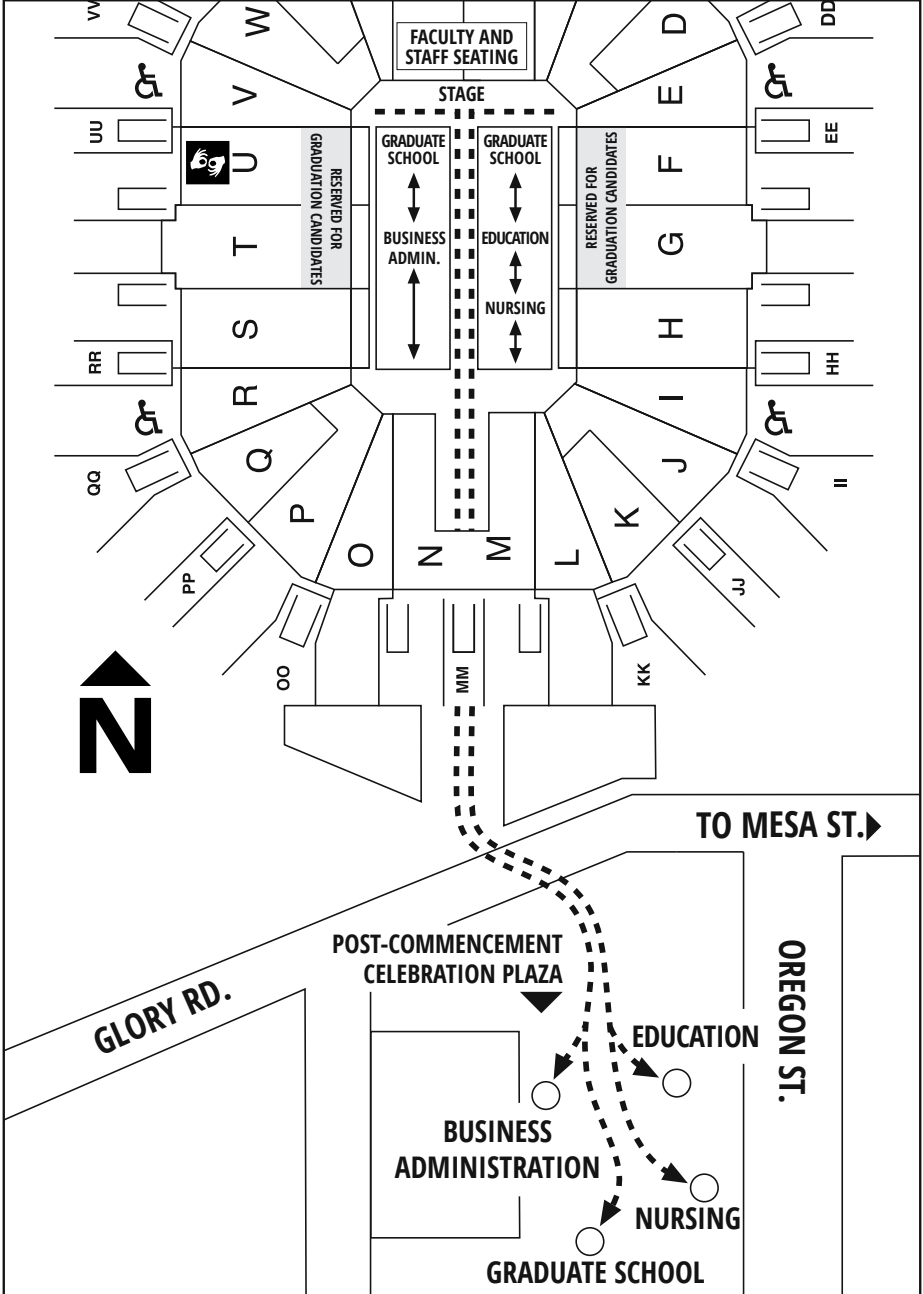 VV
W
FACULTY AND
STAFF SEATING
D
DD
STAGE
V
E
UU
U
RESERVED FOR
GRADUATION CANDIDATES
GRADUATE
SCHOOL
GRADUATE
SCHOOL
RESERVED FOR
GRADUATION CANDIDATES
F
EE
T
BUSINESS
ADMIN.
EDUCATION
G
NURSING
S
H
RR
HH
R
I
QQ
Q
J
II
P
K
O
N
M
L
PP
JJ
OO
MM
KK
N
TO MESA ST.
POST-COMMENCEMENT
CELEBRATION PLAZA
GLORY RD.
OREGON ST.
EDUCATION
BUSINESS
ADMINISTRATION
NURSING
GRADUATE SCHOOL